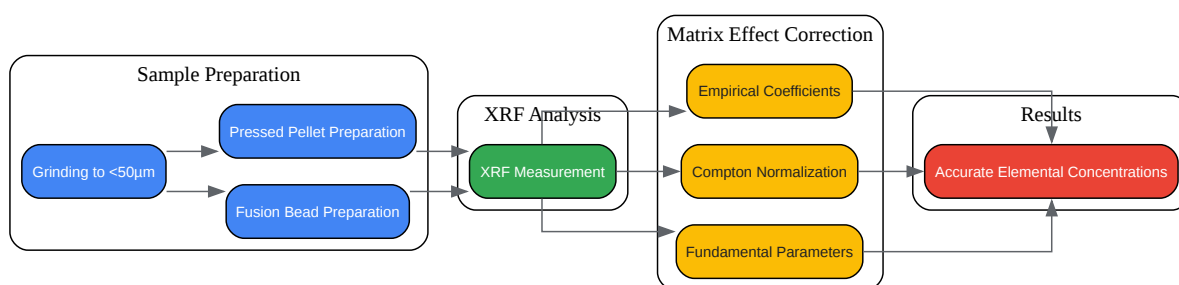 Sample Preparation
Grinding to <50µm
Pressed Pellet Preparation
Fusion Bead Preparation
XRF Analysis
XRF Measurement
Matrix Effect Correction
Empirical Coefficients
Compton Normalization
Fundamental Parameters
Results
Accurate Elemental Concentrations